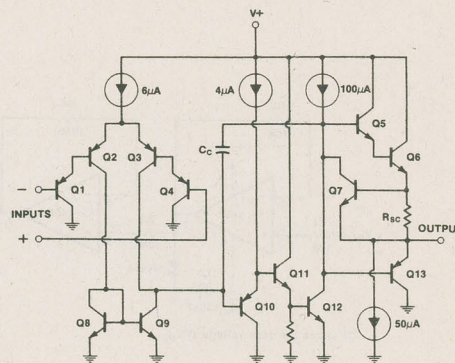 V+
6μA
4μA
100μA
Q5
Q2
Q3
CC
Q6
−
Q1
Q4
Q7
INPUTS
RSC
+
OUTPUT
Q11
Q10
Q12
Q13
Q8
Q9
50μA